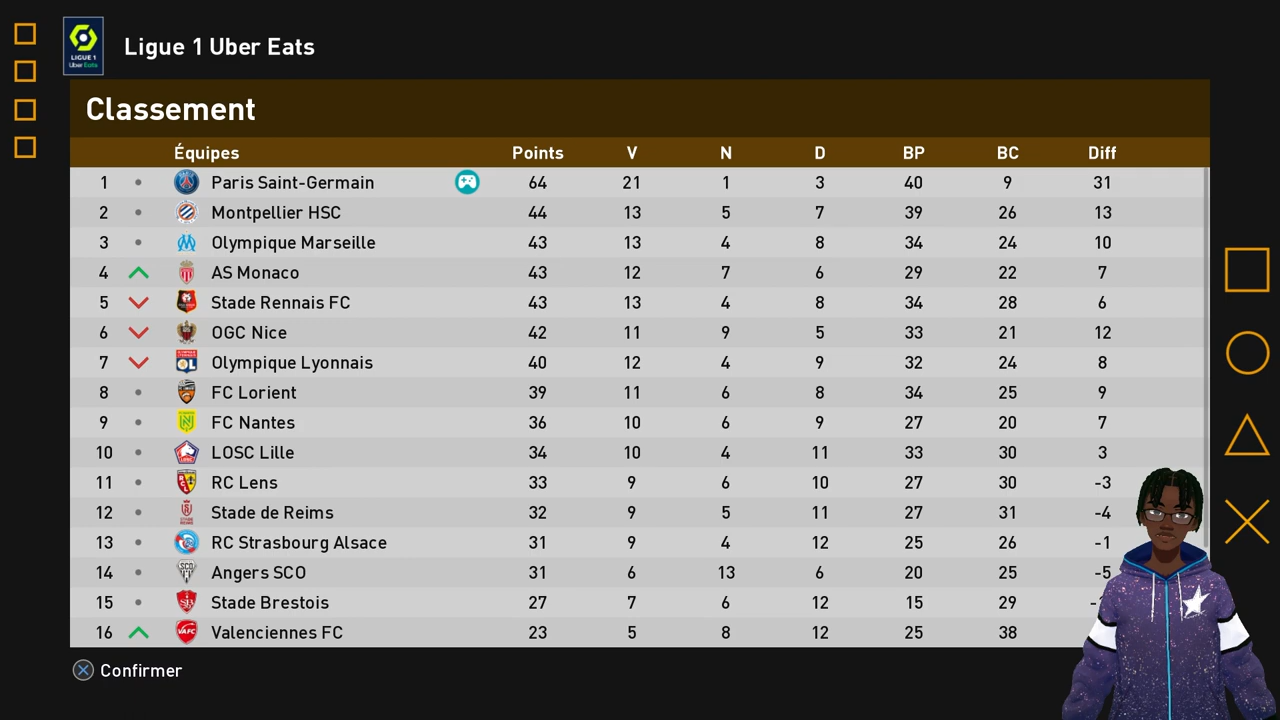 LIGUE 1
Uber Eats
Ligue 1 Uber Eats
Classement
Équipes Points V N D BP BC Diff
1 Paris Saint-Germain 64 21 1 3 40 9 31
2 Montpellier HSC 44 13 5 7 39 26 13
3 Olympique Marseille 43 13 4 8 34 24 10
4 AS Monaco 43 12 7 6 29 22 7
5 Stade Rennais FC 43 13 4 8 34 28 6
6 OGC Nice 42 11 9 5 33 21 12
7 Olympique Lyonnais 40 12 4 9 32 24 8
8 FC Lorient 39 11 6 8 34 25 9
9 FC Nantes 36 10 6 9 27 20 7
10 LOSC Lille 34 10 4 11 33 30 3
11 RC Lens 33 9 6 10 27 30 -3
12 Stade de Reims 32 9 5 11 27 31 -4
13 RC Strasbourg Alsace 31 9 4 12 25 26 -1
14 Angers SCO 31 6 13 6 20 25 -5
15 Stade Brestois 27 7 6 12 15 29
16 Valenciennes FC 23 5 8 12 25 38
Confirmer